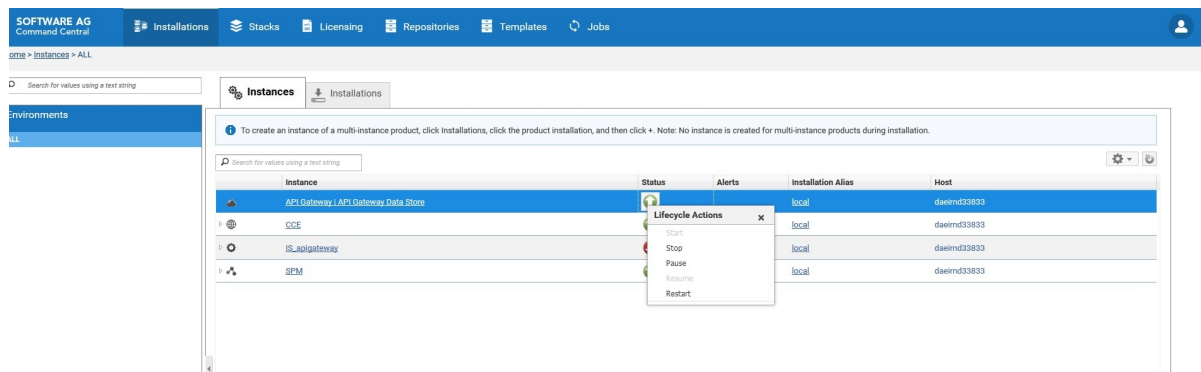 SOFTWARE AG
Command Central
Installations
Stacks
Licensing
Repositories
Templates
Jobs
ome > Instances > ALL
Search for values using a text string
Instances
Installations
Environments
ALL
To create an instance of a multi-instance product, click Installations, click the product installation, and then click +. Note: No instance is created for multi-instance products during installation.
Search for values using a text string
Instance Status Alerts Installation Alias Host
API Gateway | API Gateway Data Store local daeirnd33833
CCE local daeirnd33833
IS_apigateway local daeirnd33833
SPM local daeirnd33833
Lifecycle Actions x
Start
Stop
Pause
Resume
Restart